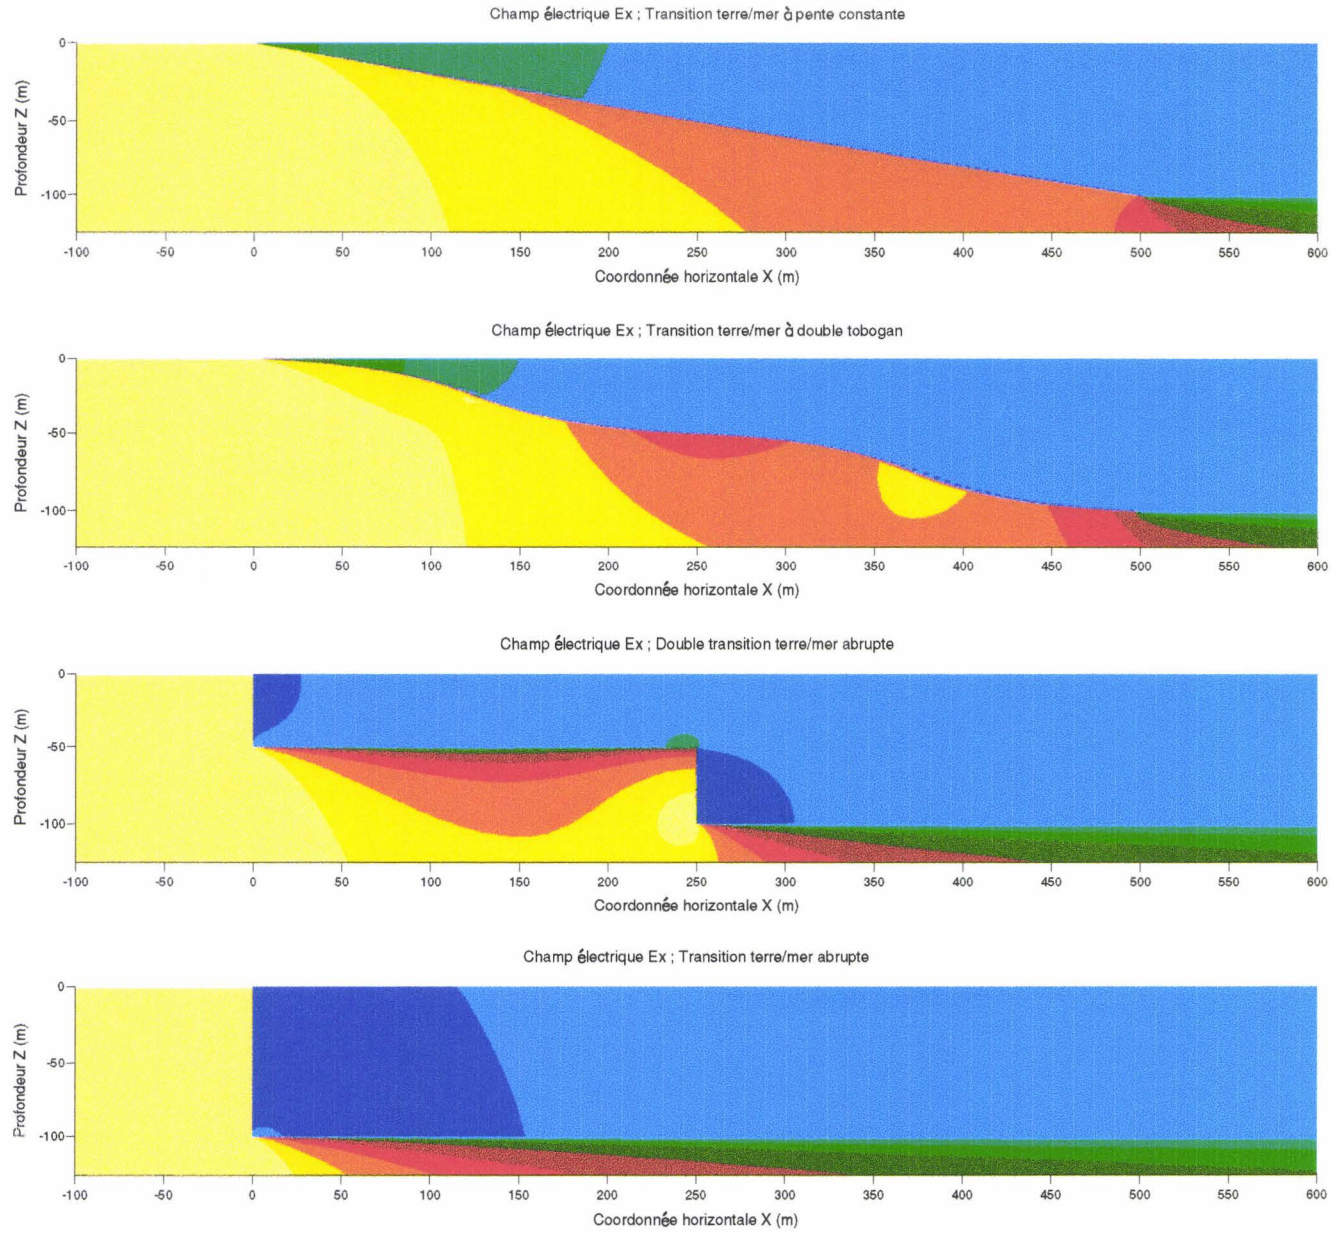 Champ électrique Ex ; Transition terre/mer à pente constante
Profondeur Z (m)
0
-50
-100
-100 -50 0 50 100 150 200 250 300 350 400 450 500 550 600
Coordonnée horizontale X (m)
Champ électrique Ex ; Transition terre/mer à double tobogan
Profondeur Z (m)
0
-50
-100
-100 -50 0 50 100 150 200 250 300 350 400 450 500 550 600
Coordonnée horizontale X (m)
Champ électrique Ex ; Double transition terre/mer abrupte
Profondeur Z (m)
0
-50
-100
-100 -50 0 50 100 150 200 250 300 350 400 450 500 550 600
Coordonnée horizontale X (m)
Champ électrique Ex ; Transition terre/mer abrupte
Profondeur Z (m)
0
-50
-100
-100 -50 0 50 100 150 200 250 300 350 400 450 500 550 600
Coordonnée horizontale X (m)